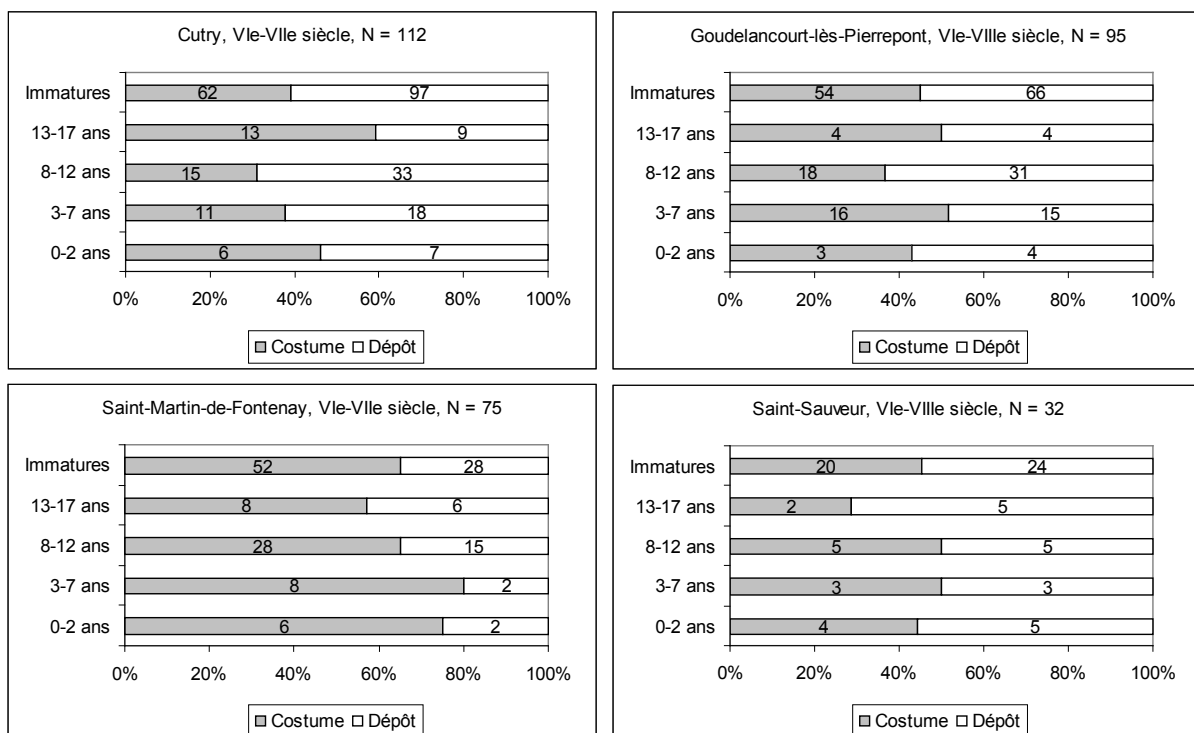 Cutry, VIe-VIIe siècle, N = 112
Immatures 62 97
13-17 ans 13 9
8-12 ans 15 33
3-7 ans 11 18
0-2 ans 6 7
0% 20% 40% 60% 80% 100%
Costume Dépôt
Goudelancourt-lès-Pierrepont, VIe-VIIIe siècle, N = 95
Immatures 54 66
13-17 ans 4 4
8-12 ans 18 31
3-7 ans 16 15
0-2 ans 3 4
0% 20% 40% 60% 80% 100%
Costume Dépôt
Saint-Martin-de-Fontenay, VIe-VIIe siècle, N = 75
Immatures 52 28
13-17 ans 8 6
8-12 ans 28 15
3-7 ans 8 2
0-2 ans 6 2
0% 20% 40% 60% 80% 100%
Costume Dépôt
Saint-Sauveur, VIe-VIIIe siècle, N = 32
Immatures 20 24
13-17 ans 2 5
8-12 ans 5 5
3-7 ans 3 3
0-2 ans 4 5
0% 20% 40% 60% 80% 100%
Costume Dépôt